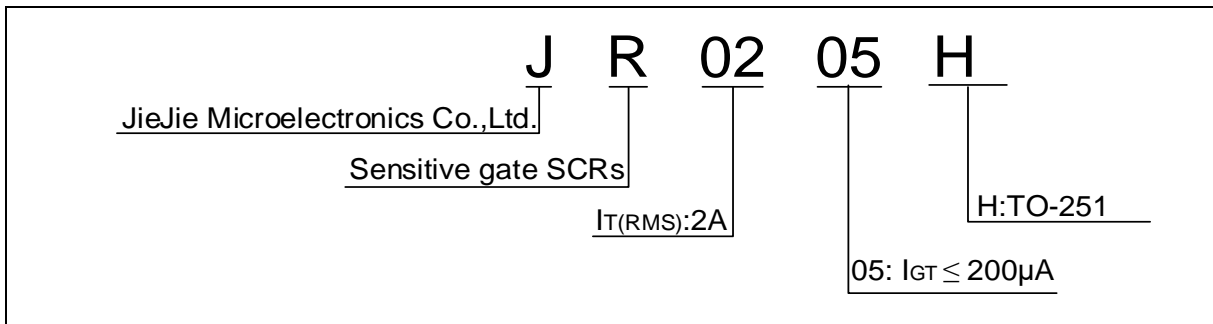 J R 02 05 H
JieJie Microelectronics Co.,Ltd.
Sensitive gate SCRs
IT(RMS):2A
H:TO-251
05: IGT ≤ 200μA